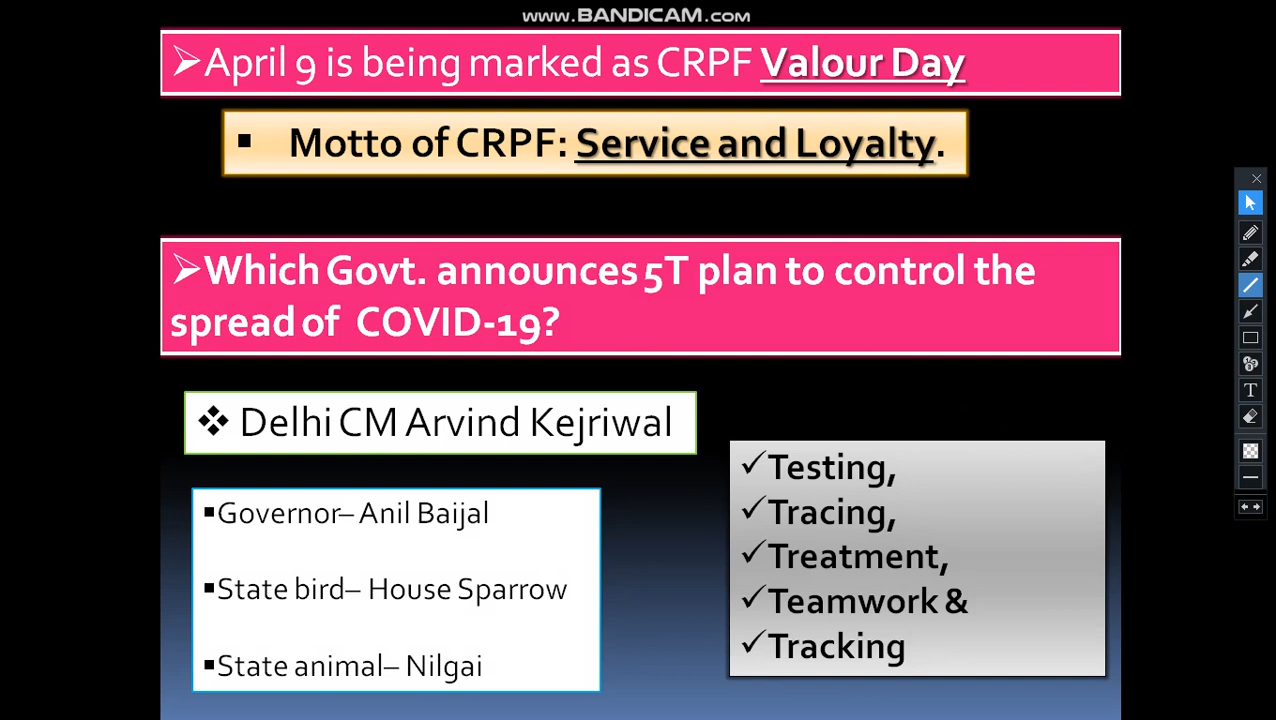 www.BANDICAM.com
➢April 9 is being marked as CRPF Valour Day
▪ Motto of CRPF: Service and Loyalty.
➢Which Govt. announces 5T plan to control the
spread of COVID-19?
❖ Delhi CM Arvind Kejriwal
▪Governor– Anil Baijal
▪State bird– House Sparrow
▪State animal– Nilgai
✓Testing,
✓Tracing,
✓Treatment,
✓Teamwork &
✓Tracking